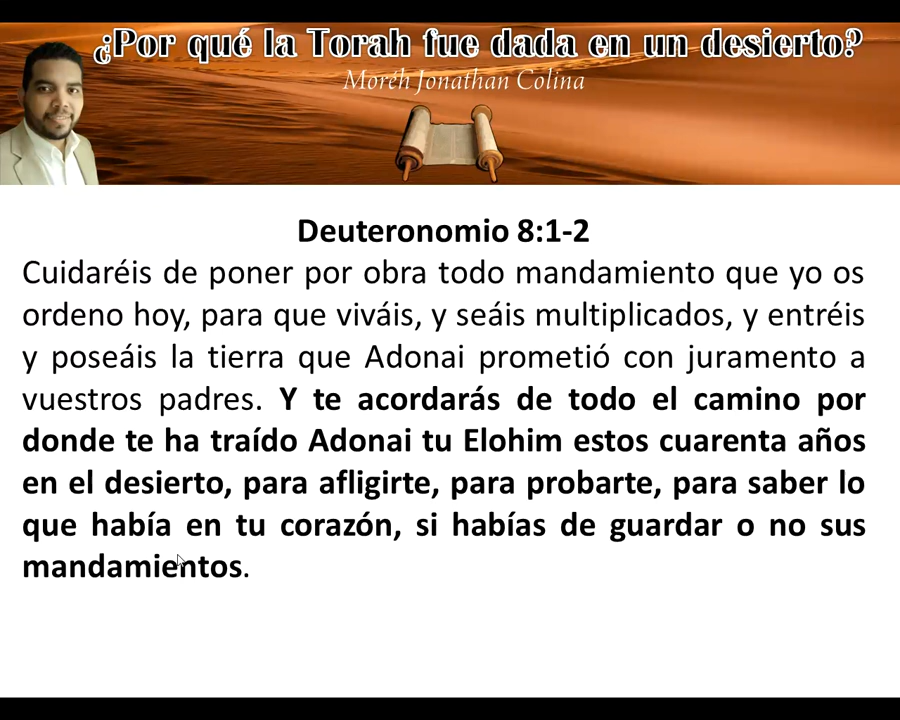 ¿Por qué la Torah fue dada en un desierto?
Moréh Jonathan Colina
Deuteronomio 8:1-2
Cuidaréis de poner por obra todo mandamiento que yo os
ordeno hoy, para que viváis, y seáis multiplicados, y entréis
y poseáis la tierra que Adonai prometió con juramento a
vuestros padres. Y te acordarás de todo el camino por
donde te ha traído Adonai tu Elohim estos cuarenta años
en el desierto, para afligirte, para probarte, para saber lo
que había en tu corazón, si habías de guardar o no sus
mandamientos.